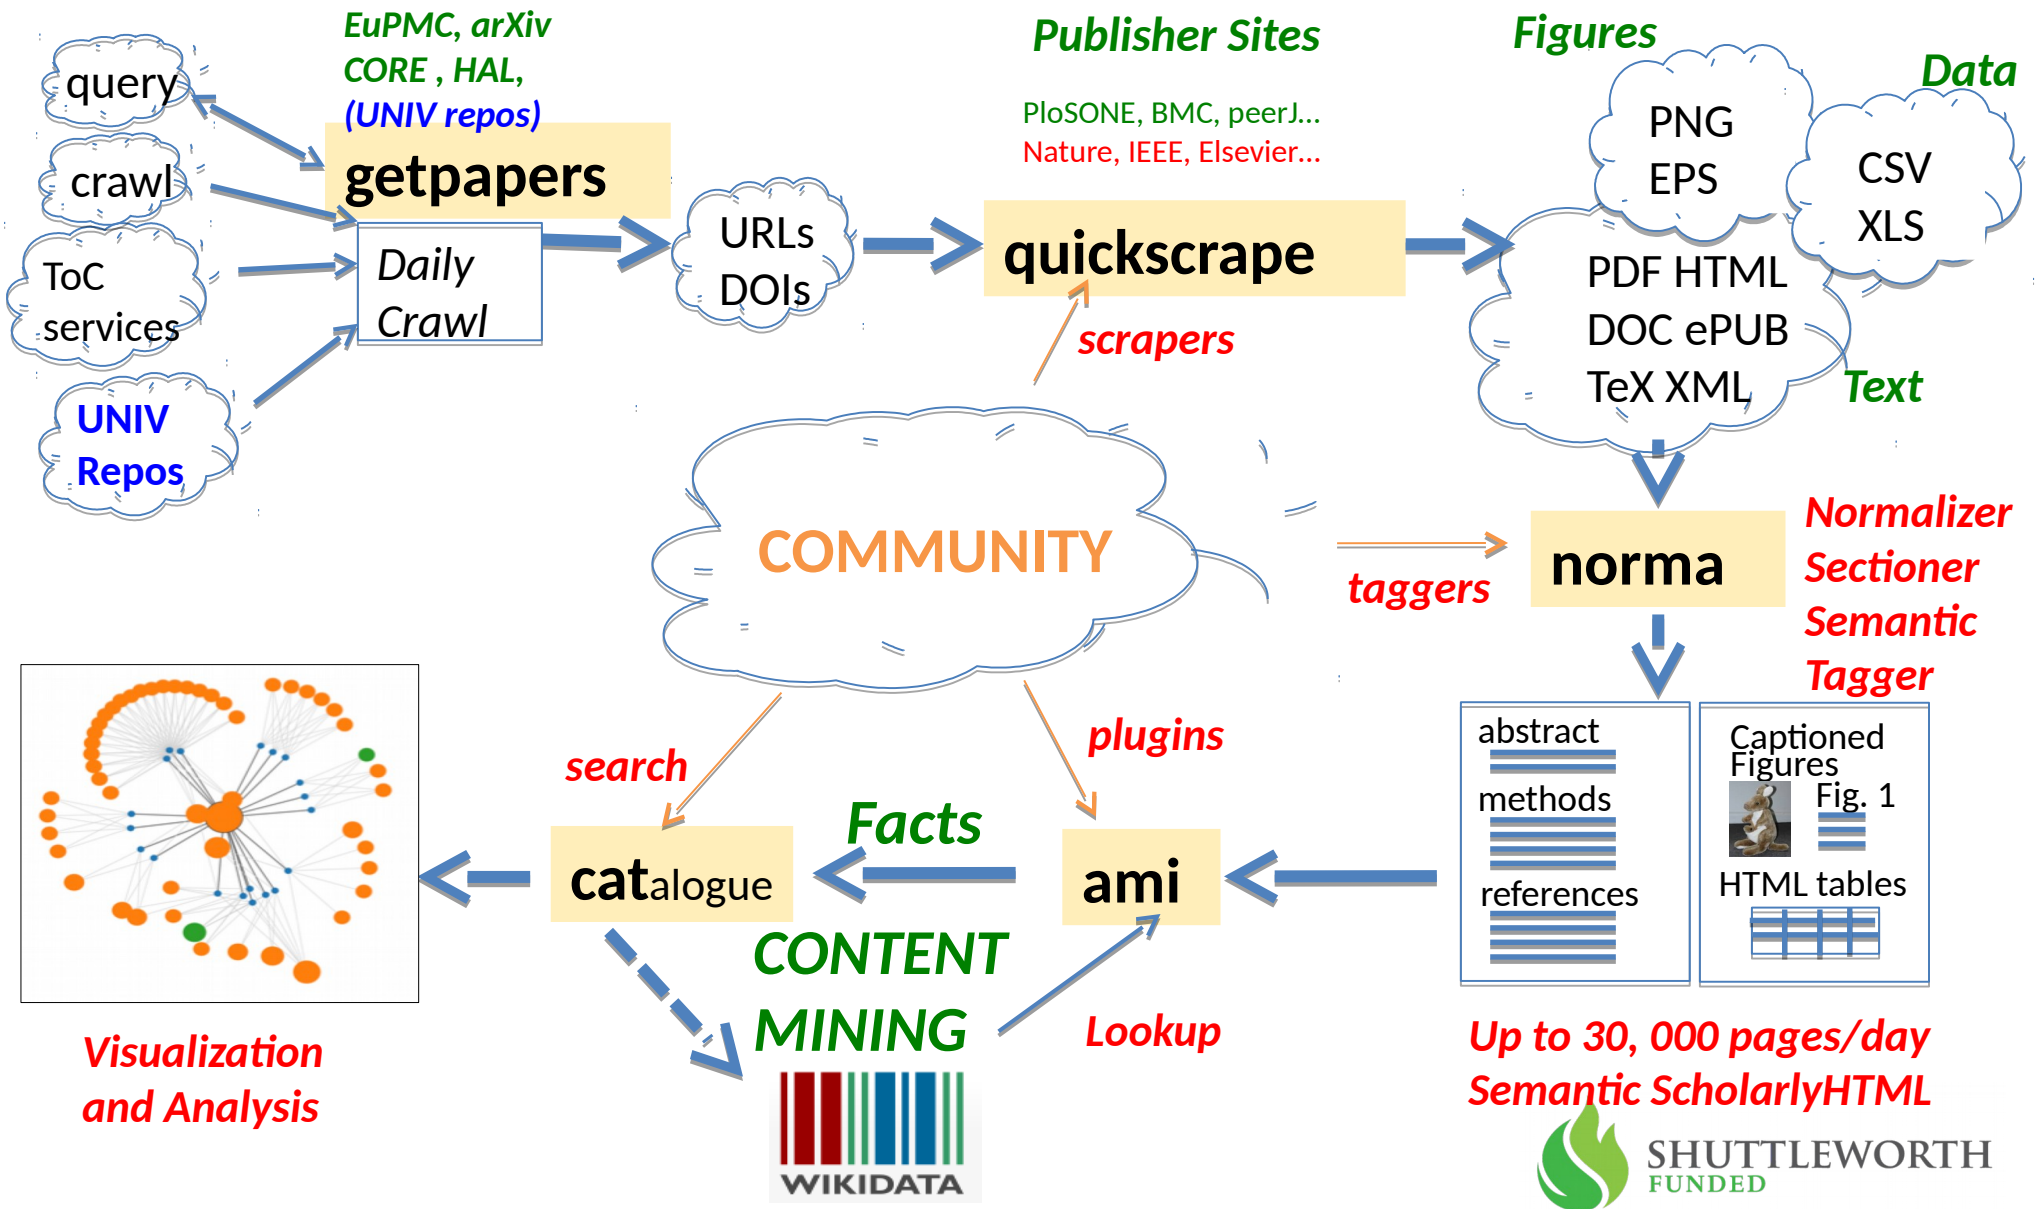 EuPMC, arXiv
CORE , HAL,
(UNIV repos)
getpapers
query
crawl
ToC
services
UNIV
Repos
Daily
Crawl
URLs
DOIs
Publisher Sites
PloSONE, BMC, peerJ...
Nature, IEEE, Elsevier...
quickscrape
scrapers
Figures
Data
PNG
EPS
CSV
XLS
PDF HTML
DOC ePUB
TeX XML
Text
COMMUNITY
taggers
norma
Normalizer
Sectioner
Semantic
Tagger
abstract
methods
references
Captioned
Figures
Fig. 1
HTML tables
Up to 30, 000 pages/day
Semantic ScholarlyHTML
SHUTTLEWORTH
FUNDED
plugins
search
Facts
ami
catalogue
CONTENT
MINING
Lookup
WIKIDATA
Visualization
and Analysis